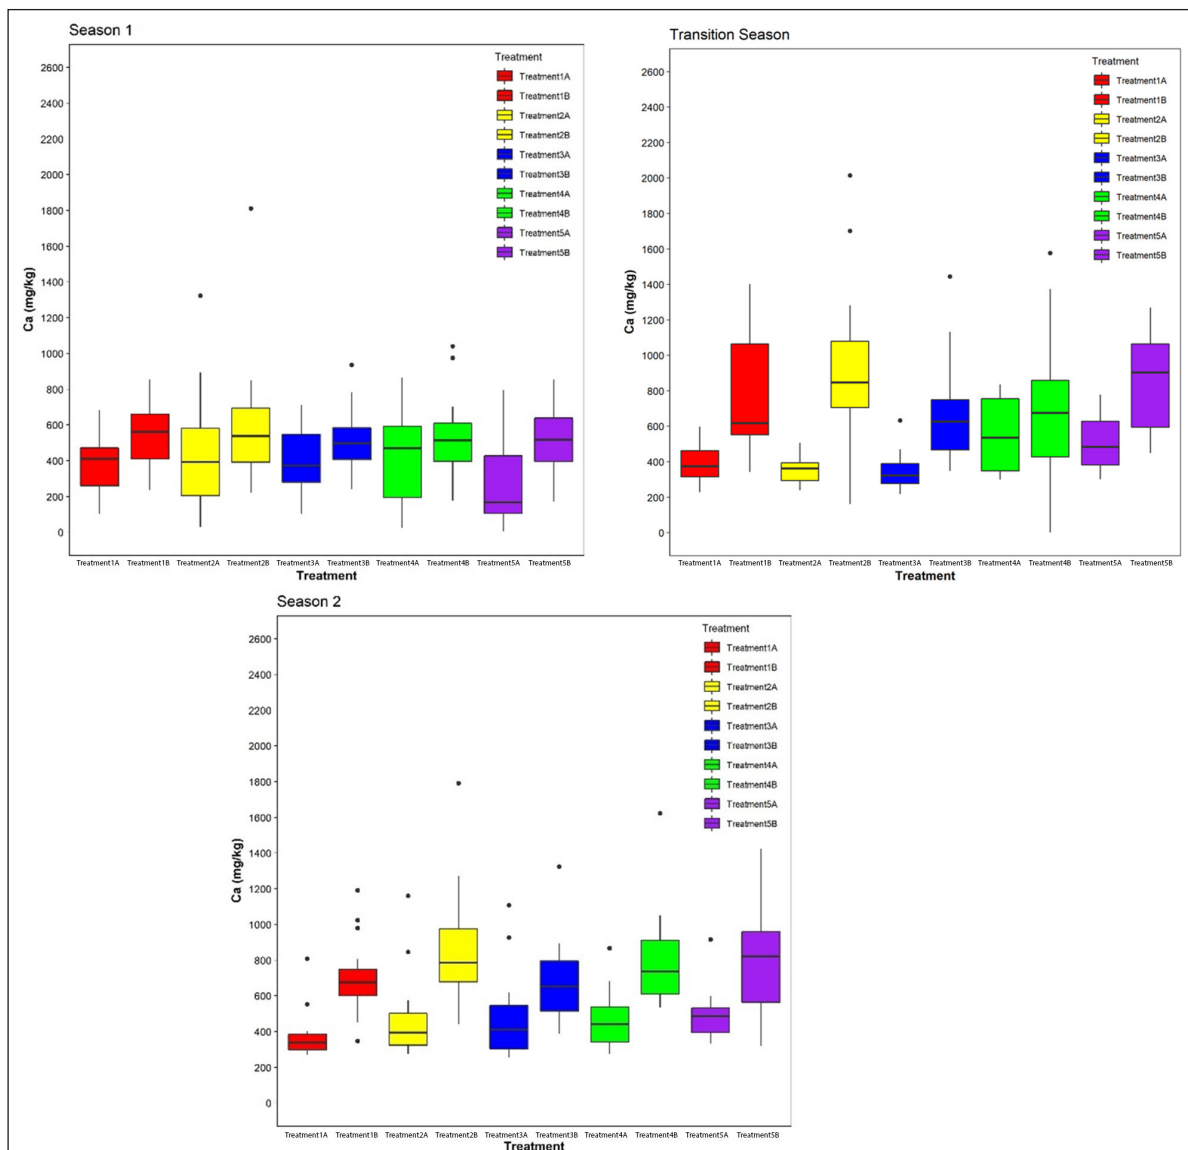 Season 1
Ca (mg/kg)
2600
2400
2200
2000
1800
1600
1400
1200
1000
800
600
400
200
0
Treatment
Treatment1A
Treatment1B
Treatment2A
Treatment2B
Treatment3A
Treatment3B
Treatment4A
Treatment4B
Treatment5A
Treatment5B
Treatment1A Treatment1B Treatment2A Treatment2B Treatment3A Treatment3B Treatment4A Treatment4B Treatment5A Treatment5B
Treatment
Transition Season
Ca (mg/kg)
2600
2400
2200
2000
1800
1600
1400
1200
1000
800
600
400
200
0
Treatment
Treatment1A
Treatment1B
Treatment2A
Treatment2B
Treatment3A
Treatment3B
Treatment4A
Treatment4B
Treatment5A
Treatment5B
Treatment1A Treatment1B Treatment2A Treatment2B Treatment3A Treatment3B Treatment4A Treatment4B Treatment5A Treatment5B
Treatment
Season 2
Ca (mg/kg)
2600
2400
2200
2000
1800
1600
1400
1200
1000
800
600
400
200
0
Treatment
Treatment1A
Treatment1B
Treatment2A
Treatment2B
Treatment3A
Treatment3B
Treatment4A
Treatment4B
Treatment5A
Treatment5B
Treatment1A Treatment1B Treatment2A Treatment2B Treatment3A Treatment3B Treatment4A Treatment4B Treatment5A Treatment5B
Treatment